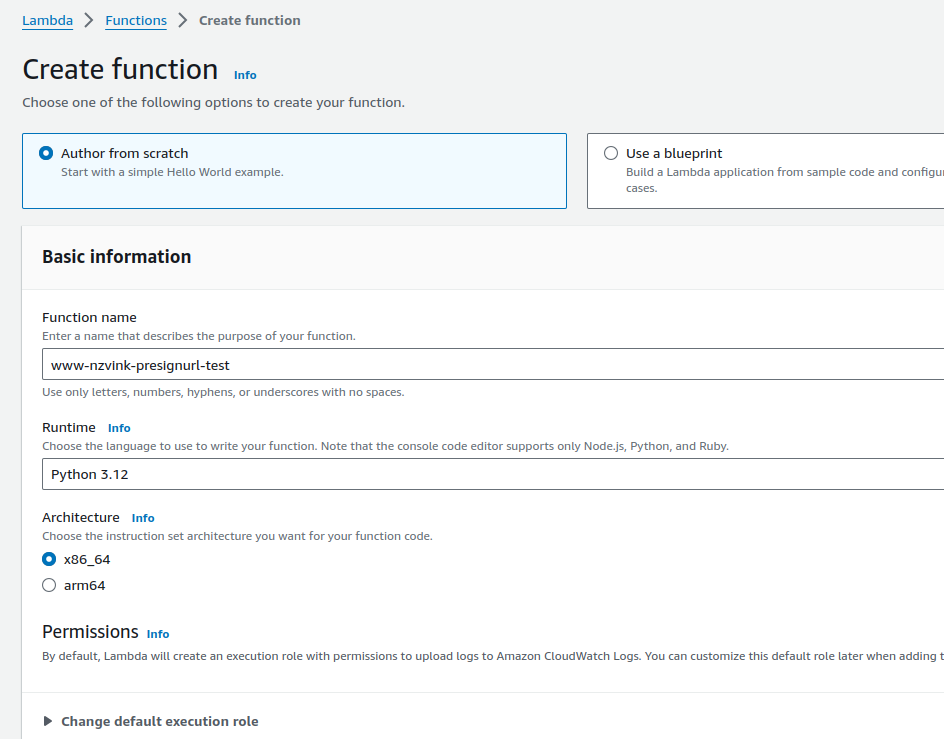 Lambda > Functions > Create function
Create function Info
Choose one of the following options to create your function.
Author from scratch
Start with a simple Hello World example.
Use a blueprint
Build a Lambda application from sample code and
cases.
Basic information
Function name
Enter a name that describes the purpose of your function.
www-nzvink-presignurl-test
Use only letters, numbers, hyphens, or underscores with no spaces.
Runtime Info
Choose the language to use to write your function. Note that the console code editor supports only Node.js, Python, and Ruby.
Python 3.12
Architecture Info
Choose the instruction set architecture you want for your function code.
x86_64
arm64
Permissions Info
By default, Lambda will create an execution role with permissions to upload logs to Amazon CloudWatch Logs. You can customize this default role later when adding
Change default execution role